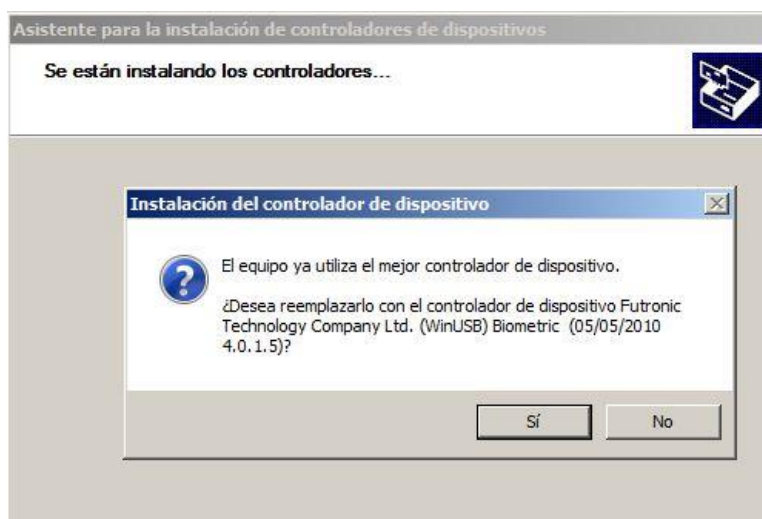 Asistente para la instalación de controladores de dispositivos
Se están instalando los controladores...
Instalación del controlador de dispositivo
El equipo ya utiliza el mejor controlador de dispositivo.
¿Desea reemplazarlo con el controlador de dispositivo Futronic
Technology Company Ltd. (WinUSB) Biometric (05/05/2010
4.0.1.5)?
Sí
No